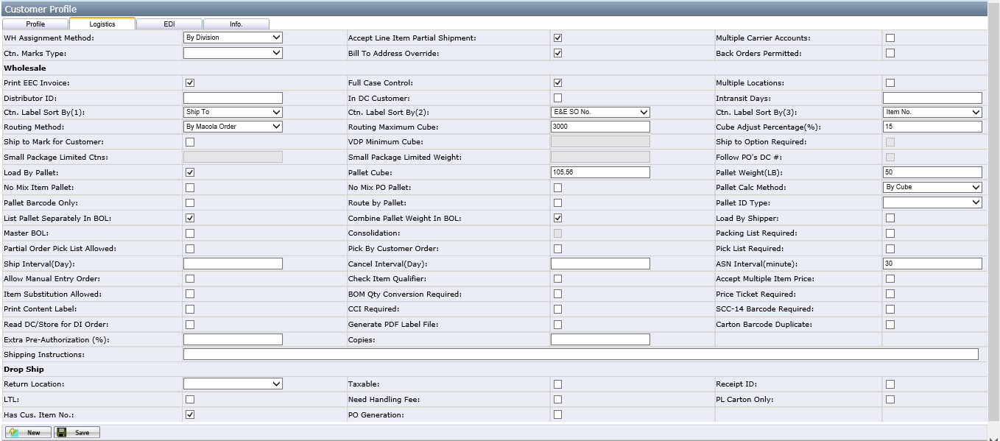 Customer Profile
Profile Logistics EDI Info.
WH Assignment Method: By Division Accept Line Item Partial Shipment: Multiple Carrier Accounts:
Ctn. Marks Type: Bill To Address Override: Back Orders Permitted:
Wholesale
Print EEC Invoice: Full Case Control: Multiple Locations:
Distributor ID: In DC Customer: Intransit Days:
Ctn. Label Sort By(1): Ship To Ctn. Label Sort By(2): E&E SO No. Ctn. Label Sort By(3): Item No.
Routing Method: By Macola Order Routing Maximum Cube: 3000 Cube Adjust Percentage(%): 15
Ship to Mark for Customer: VDP Minimum Cube: Ship to Option Required:
Small Package Limited Ctns: Small Package Limited Weight: Follow PO's DC #:
Load By Pallet: Pallet Cube: 105.56 Pallet Weight(LB): 50
No Mix Item Pallet: No Mix PO Pallet: Pallet Calc Method: By Cube
Pallet Barcode Only: Route by Pallet: Pallet ID Type:
List Pallet Separately In BOL: Combine Pallet Weight In BOL: Load By Shipper:
Master BOL: Consolidation: Packing List Required:
Partial Order Pick List Allowed: Pick By Customer Order: Pick List Required:
Ship Interval(Day): Cancel Interval(Day): ASN Interval(minute): 30
Allow Manual Entry Order: Check Item Qualifier: Accept Multiple Item Price:
Item Substitution Allowed: BOM Qty Conversion Required: Price Ticket Required:
Print Content Label: CCI Required: SCC-14 Barcode Required:
Read DC/Store for DI Order: Generate PDF Label File: Carton Barcode Duplicate:
Extra Pre-Authorization (%): Copies:
Shipping Instructions:
Drop Ship
Return Location: Taxable: Receipt ID:
LTL: Need Handling Fee: PL Carton Only:
Has Cus. Item No.: PO Generation:
New Save